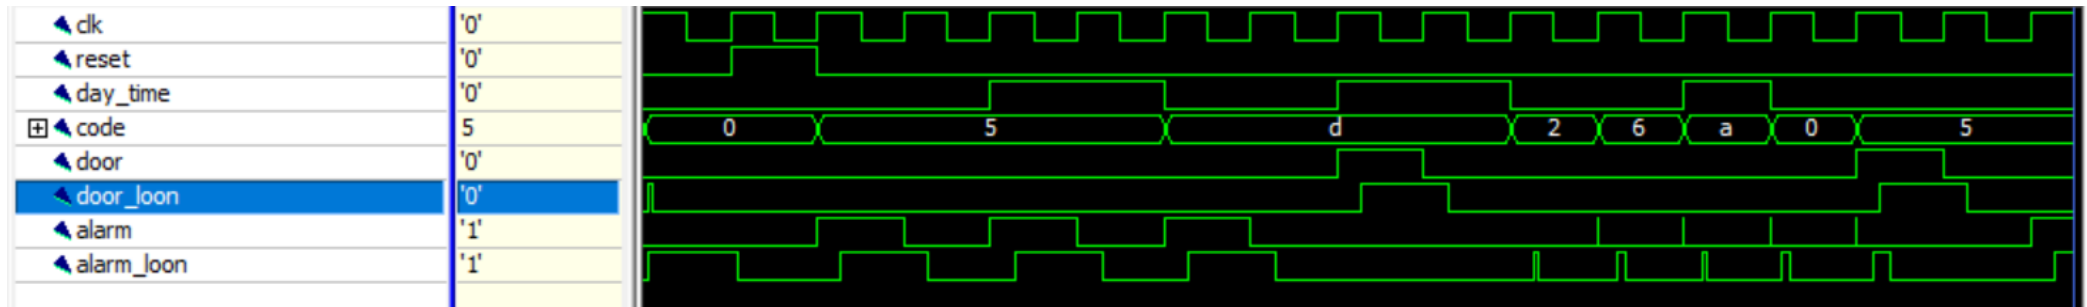 clk '0'
reset '0'
day_time '0'
code 5 0 5 d 2 6 a 0 5
door '0'
door_loon '0'
alarm '1'
alarm_loon '1'